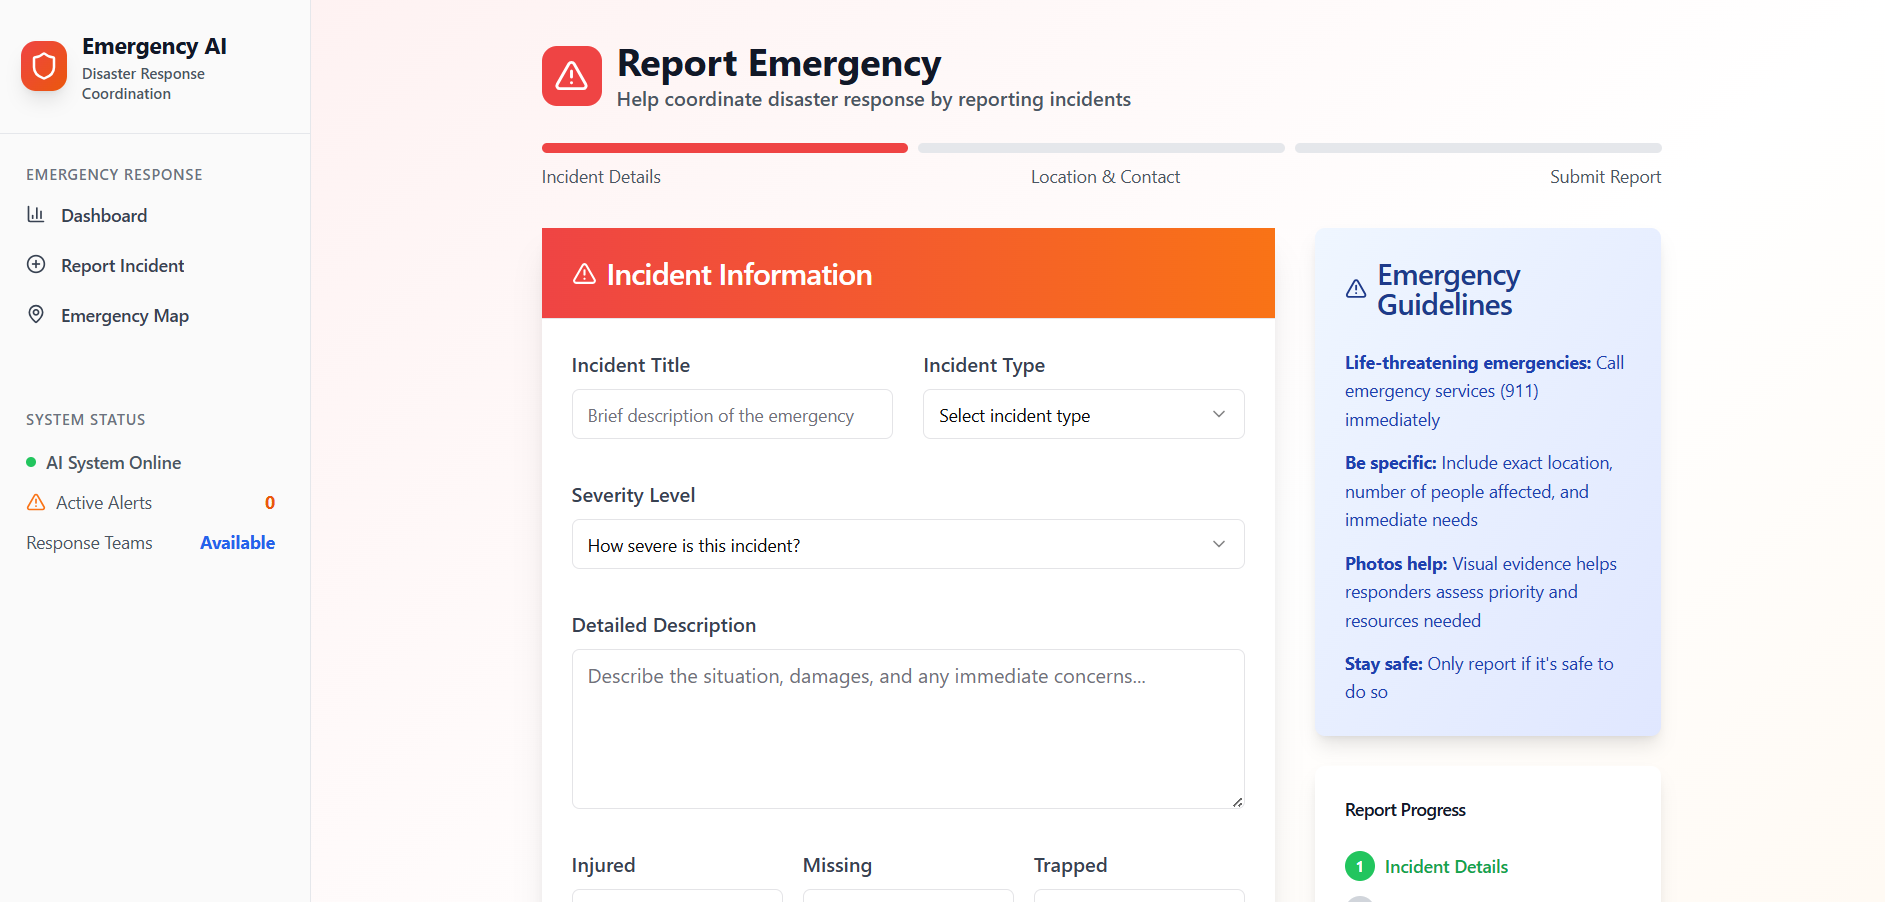 Emergency AI
Disaster Response
Coordination
EMERGENCY RESPONSE
Dashboard
Report Incident
Emergency Map
SYSTEM STATUS
AI System Online
Active Alerts 0
Response Teams Available
Report Emergency
Help coordinate disaster response by reporting incidents
Incident Details Location & Contact Submit Report
Incident Information
Incident Title Incident Type
Brief description of the emergency Select incident type
Severity Level
How severe is this incident?
Detailed Description
Describe the situation, damages, and any immediate concerns...
Injured Missing Trapped
Emergency
Guidelines
Life-threatening emergencies: Call
emergency services (911)
immediately
Be specific: Include exact location,
number of people affected, and
immediate needs
Photos help: Visual evidence helps
responders assess priority and
resources needed
Stay safe: Only report if it's safe to
do so
Report Progress
1 Incident Details